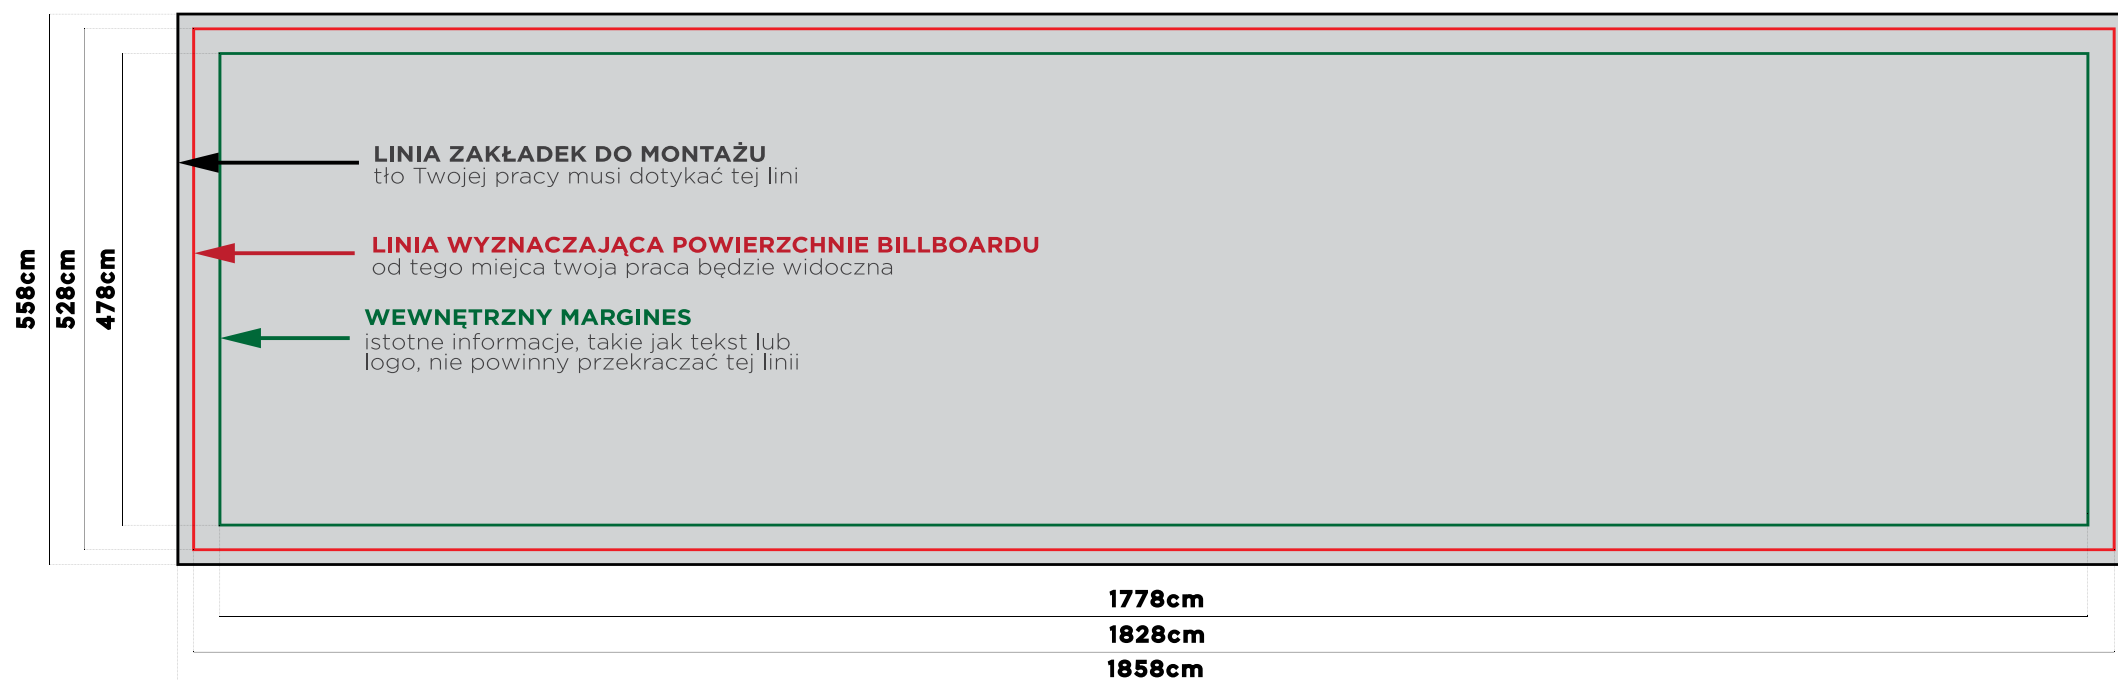 LINIA ZAKŁADEK DO MONTAŻU
tło Twojej pracy musi dotykać tej lini
LINIA WYZNACZAJĄCA POWIERZCHNIE BILLBOARDU
od tego miejca twoja praca będzie widoczna
WEWNĘTRZNY MARGINES
istotne informacje, takie jak tekst lub
logo, nie powinny przekraczać tej linii
558cm
528cm
478cm
1778cm
1828cm
1858cm